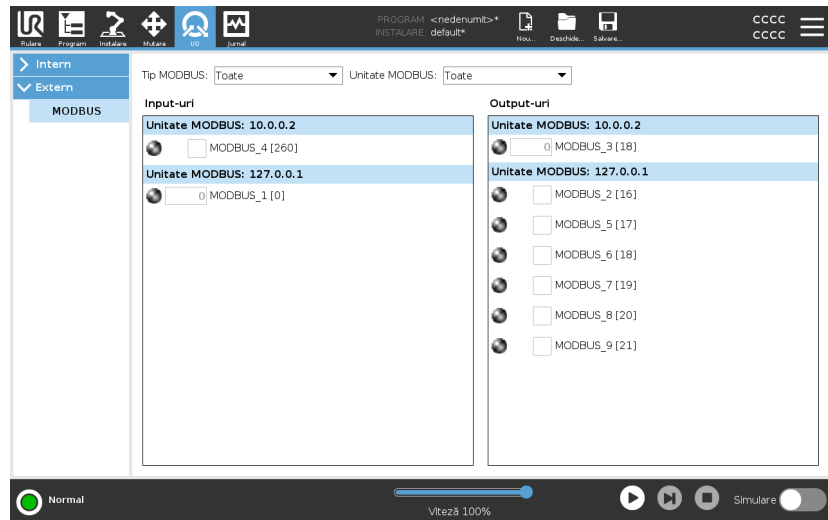 UR
PROGRAM <nedenumit>*
INSTALARE default*
cccc
cccc
Rulare Program Instalare Mutare I/O Jurnal Nou... Deschide... Salvare...
Intern
Extern
MODBUS
Tip MODBUS: Toate Unitate MODBUS: Toate
Input-uri
Unitate MODBUS: 10.0.0.2
MODBUS_4 [260]
Unitate MODBUS: 127.0.0.1
0 MODBUS_1 [0]
Output-uri
Unitate MODBUS: 10.0.0.2
0 MODBUS_3 [18]
Unitate MODBUS: 127.0.0.1
MODBUS_2 [16]
MODBUS_5 [17]
MODBUS_6 [18]
MODBUS_7 [19]
MODBUS_8 [20]
MODBUS_9 [21]
Normal
Viteză 100%
Simulare